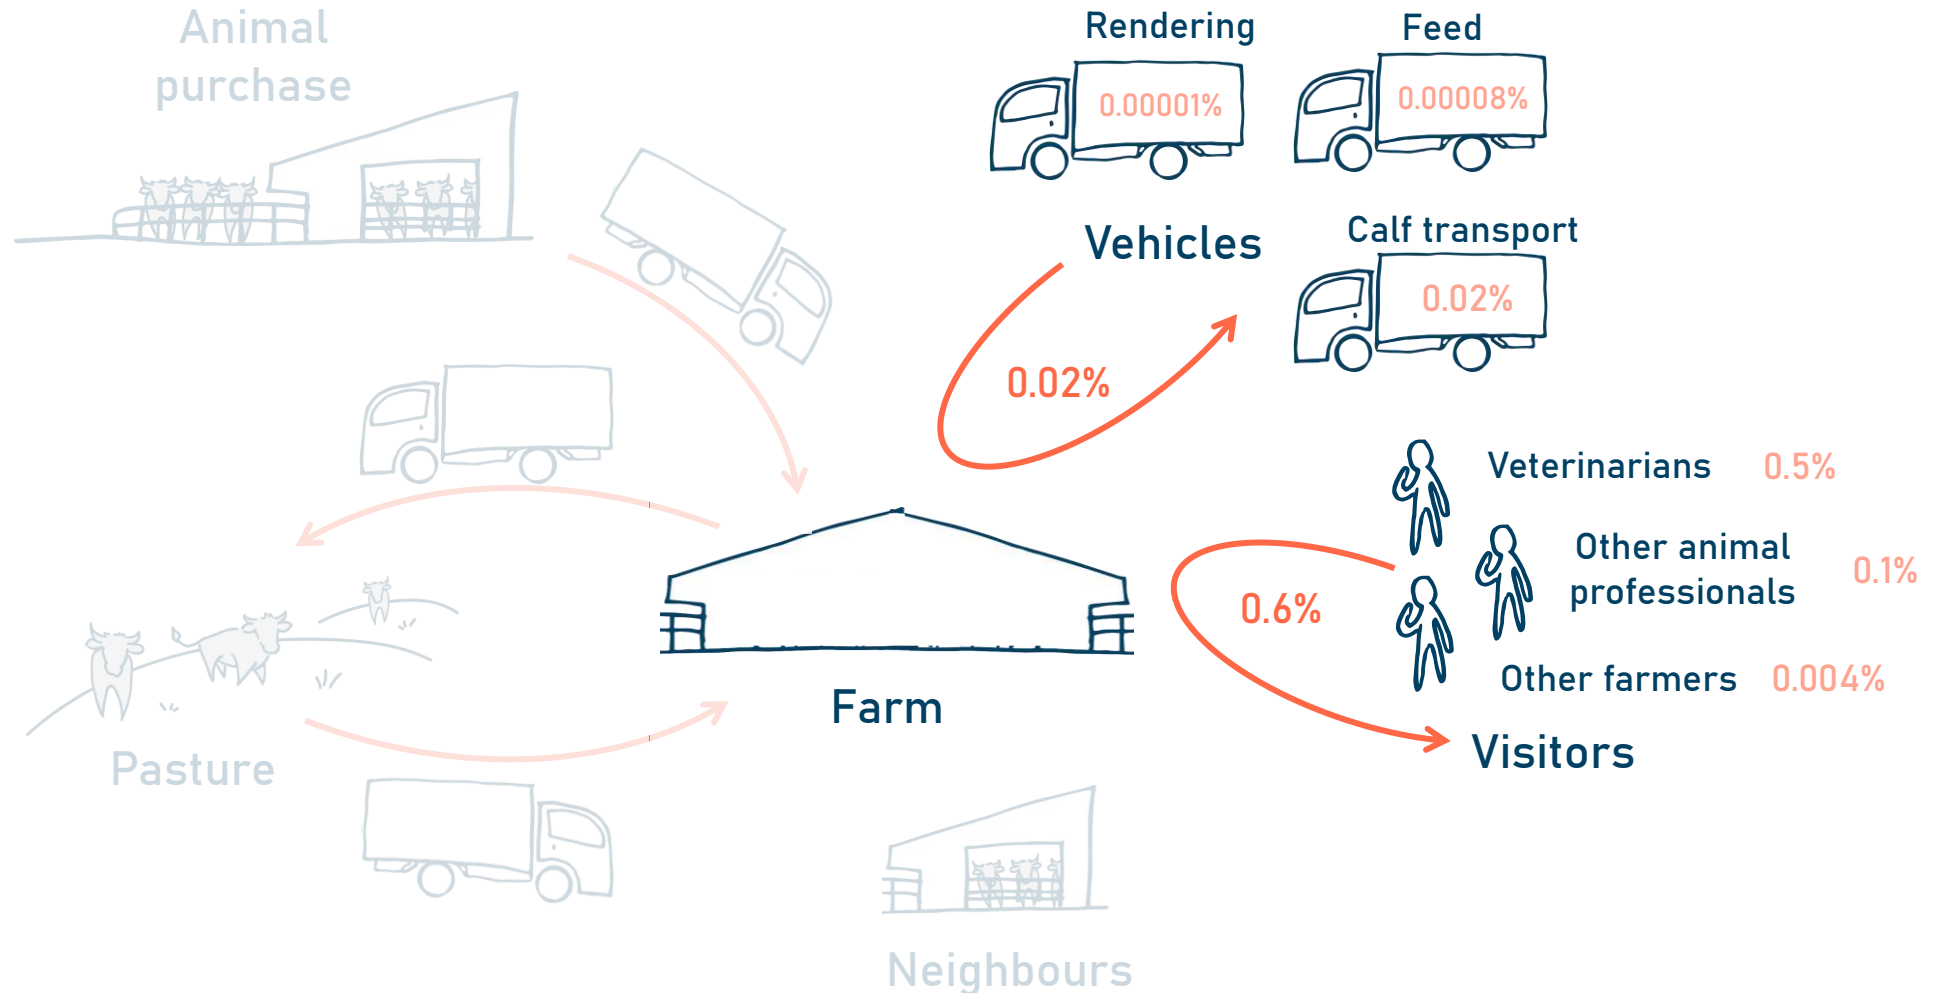 Animal
purchase
Rendering
Feed
0.00001%
0.00008%
Vehicles
Calf transport
0.02%
0.02%
Veterinarians 0.5%
Other animal
professionals
0.1%
0.6%
Other farmers 0.004%
Farm
Visitors
Pasture
Neighbours